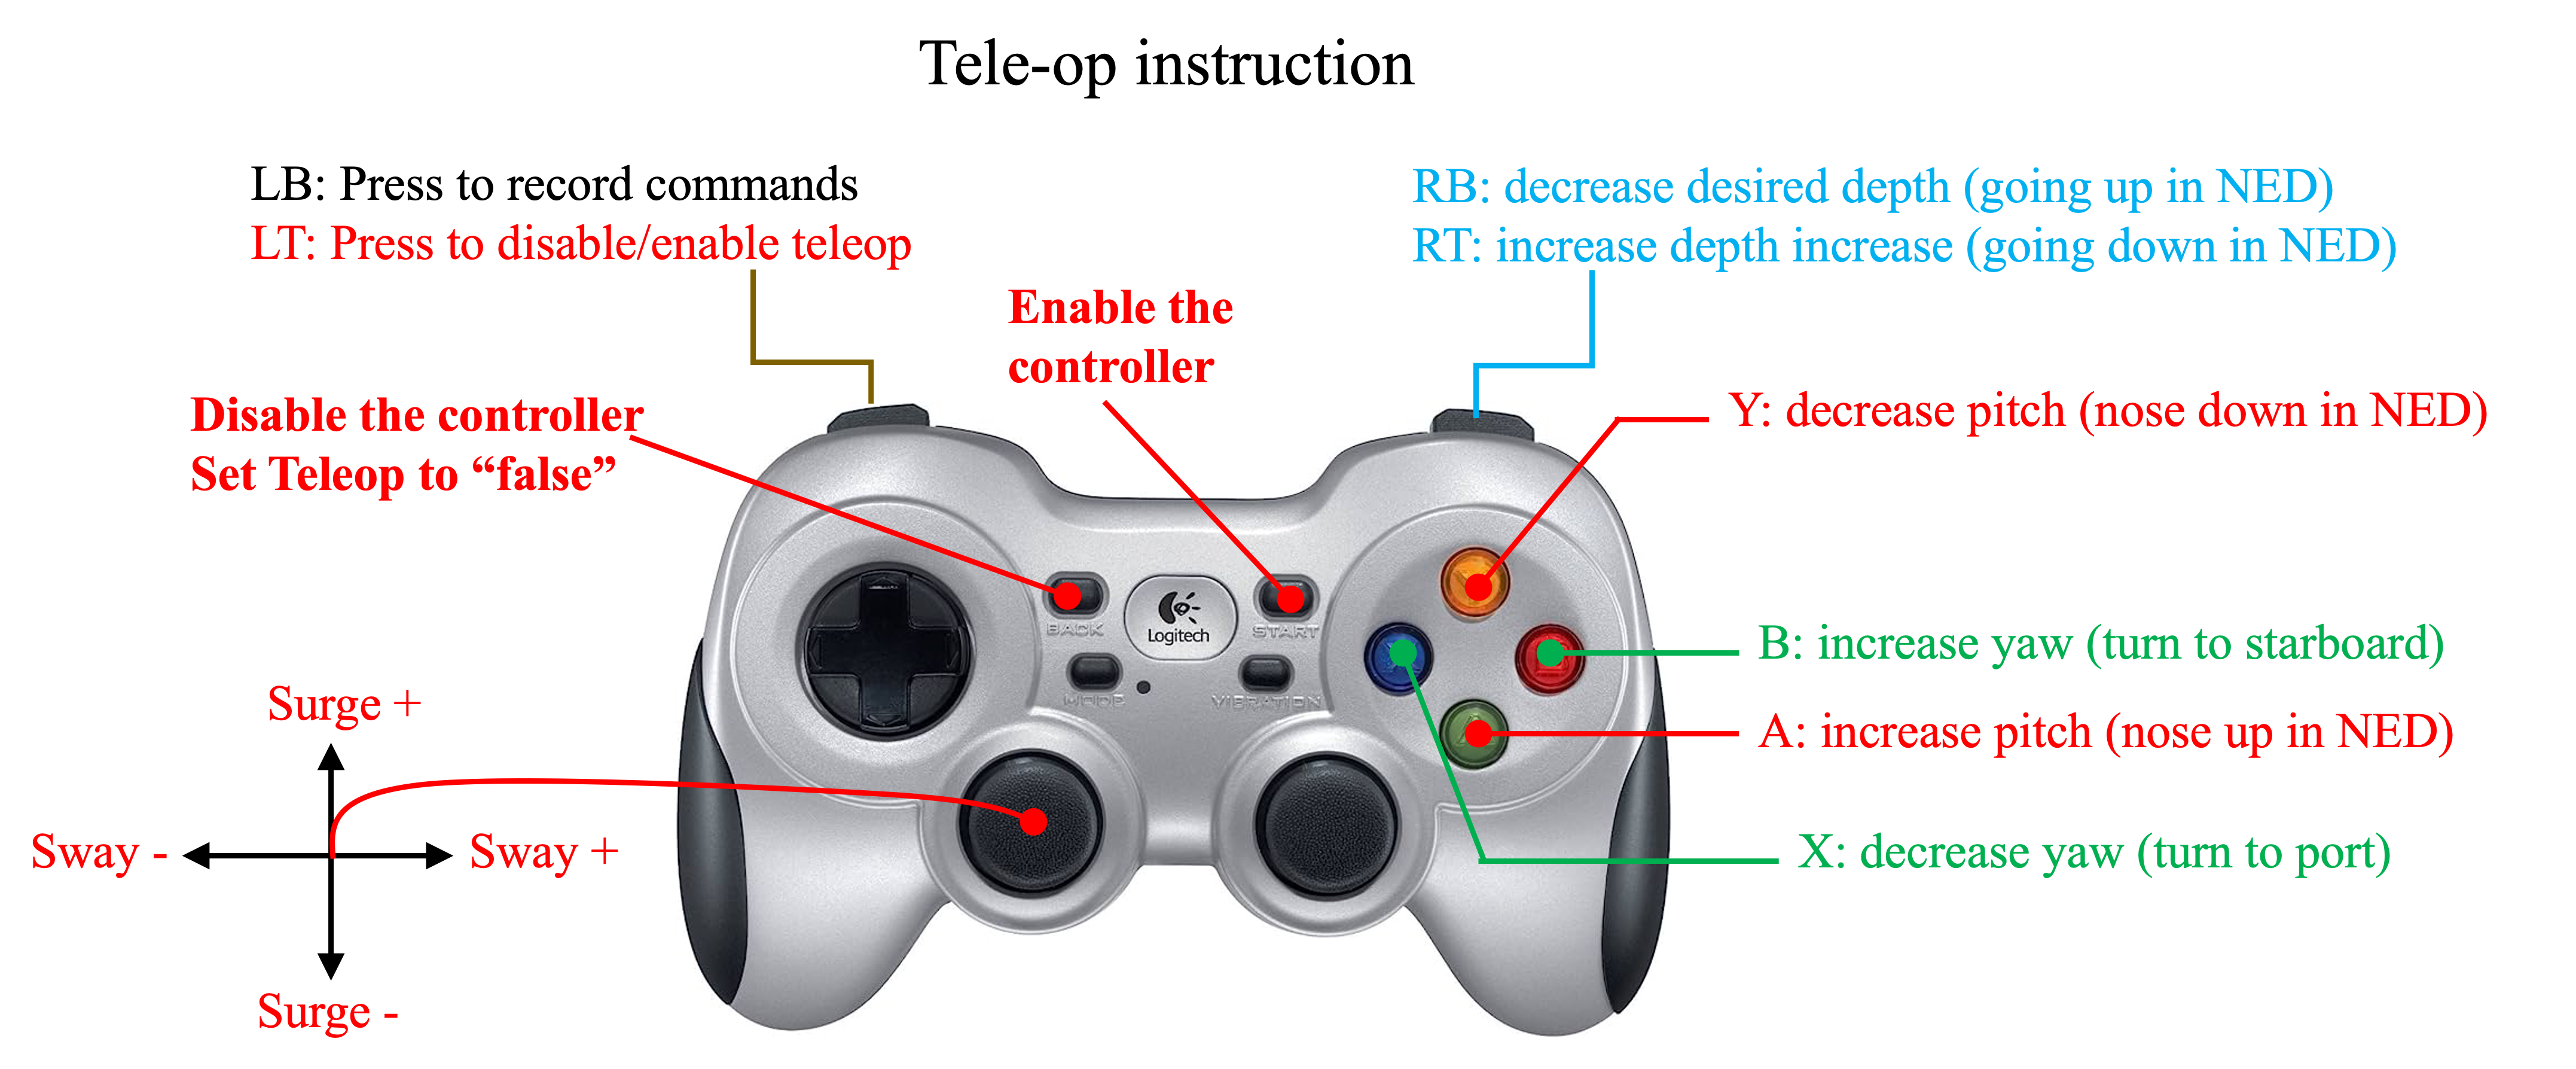 Tele-op instruction
LB: Press to record commands
LT: Press to disable/enable teleop
RB: decrease desired depth (going up in NED)
RT: increase depth increase (going down in NED)
Enable the
controller
Disable the controller
Set Teleop to “false”
Y: decrease pitch (nose down in NED)
BACK
Logitech
START
MODE
VIBRATION
B: increase yaw (turn to starboard)
A: increase pitch (nose up in NED)
X: decrease yaw (turn to port)
Surge +
Sway -
Sway +
Surge -